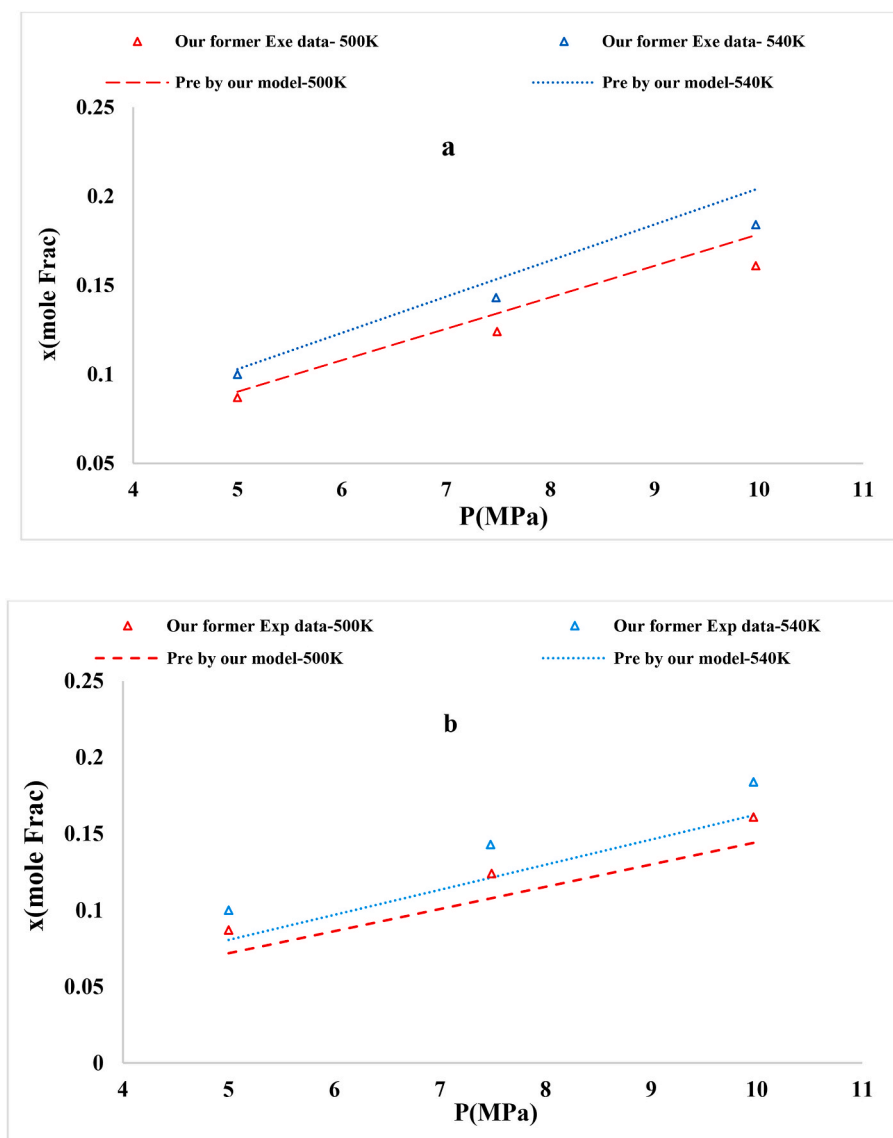 Our former Exe data- 500K
Our former Exe data- 540K
Pre by our model-500K
Pre by our model-540K
0.25
a
0.2
x(mole Frac)
0.15
0.1
0.05
4 5 6 7 8 9 10 11
P(MPa)
Our former Exp data-500K
Our former Exp data-540K
Pre by our model-500K
Pre by our model-540K
0.25
b
0.2
x(mole Frac)
0.15
0.1
0.05
0
4 5 6 7 8 9 10 11
P(MPa)